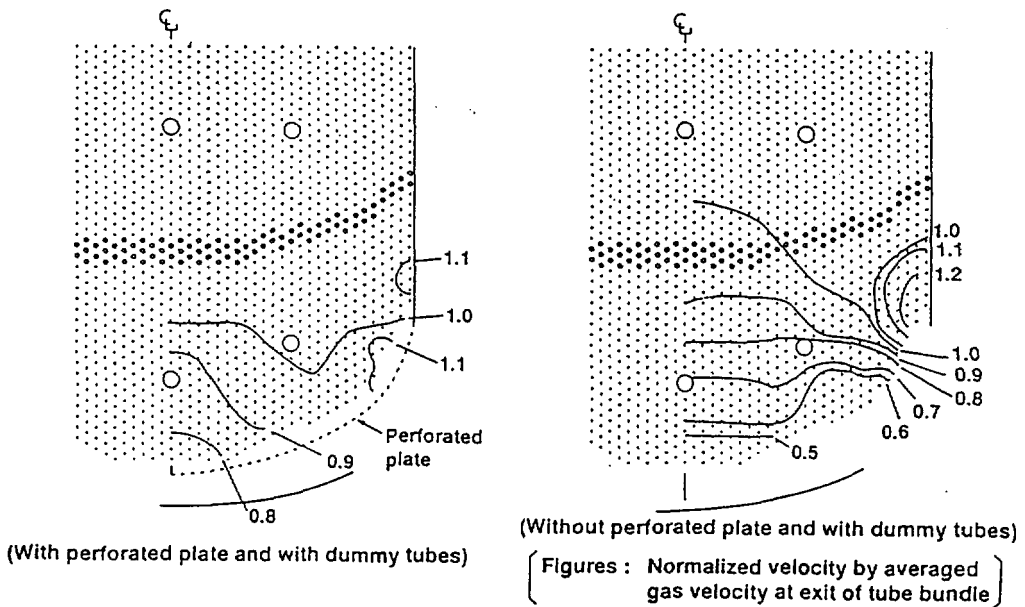 ℄
1.1
1.0
1.1
Perforated
plate
0.9
0.8
(With perforated plate and with dummy tubes)
℄
1.0
1.1
1.2
1.0
0.9
0.8
0.7
0.6
0.5
(Without perforated plate and with dummy tubes)
Figures : Normalized velocity by averaged
gas velocity at exit of tube bundle